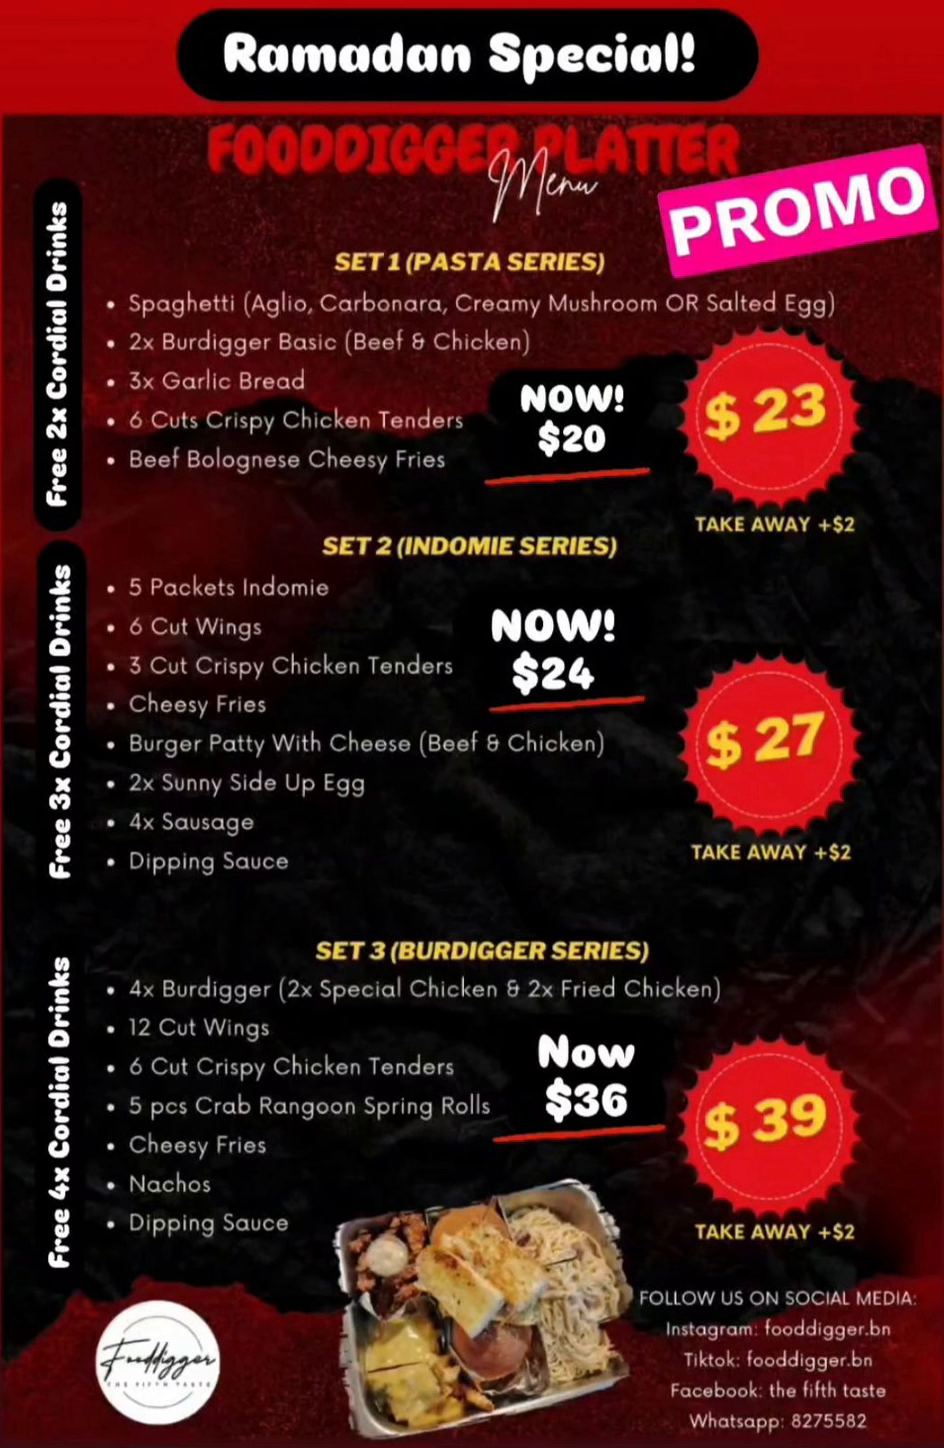 Ramadan Special!
FOODDIGGER PLATTER
Menu
PROMO
Free 2x Cordial Drinks
SET 1 (PASTA SERIES)
• Spaghetti (Aglio, Carbonara, Creamy Mushroom OR Salted Egg)
• 2x Burdigger Basic (Beef & Chicken)
• 3x Garlic Bread
• 6 Cuts Crispy Chicken Tenders
• Beef Bolognese Cheesy Fries
NOW!
$20
$ 23
TAKE AWAY +$2
Free 3x Cordial Drinks
SET 2 (INDOMIE SERIES)
• 5 Packets Indomie
• 6 Cut Wings
• 3 Cut Crispy Chicken Tenders
• Cheesy Fries
• Burger Patty With Cheese (Beef & Chicken)
• 2x Sunny Side Up Egg
• 4x Sausage
• Dipping Sauce
NOW!
$24
$ 27
TAKE AWAY +$2
Free 4x Cordial Drinks
SET 3 (BURDIGGER SERIES)
• 4x Burdigger (2x Special Chicken & 2x Fried Chicken)
• 12 Cut Wings
• 6 Cut Crispy Chicken Tenders
• 5 pcs Crab Rangoon Spring Rolls
• Cheesy Fries
• Nachos
• Dipping Sauce
Now
$36
$ 39
TAKE AWAY +$2
Fooddigger
THE FIFTH TASTE
FOLLOW US ON SOCIAL MEDIA:
Instagram: fooddigger.bn
Tiktok: fooddigger.bn
Facebook: the fifth taste
Whatsapp: 8275582